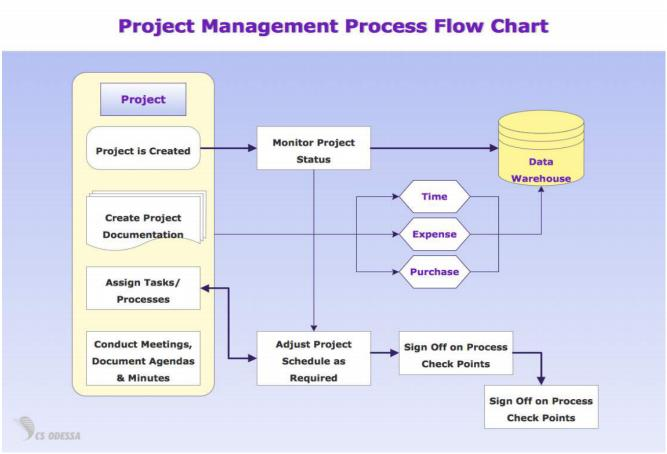 Project Management Process Flow Chart
Project
Project is Created
Monitor Project
Status
Data
Warehouse
Time
Create Project
Documentation
Expense
Purchase
Assign Tasks/
Processes
Conduct Meetings,
Document Agendas
& Minutes
Adjust Project
Schedule as
Required
Sign Off on Process
Check Points
Sign Off on Process
Check Points
CS ODESSA